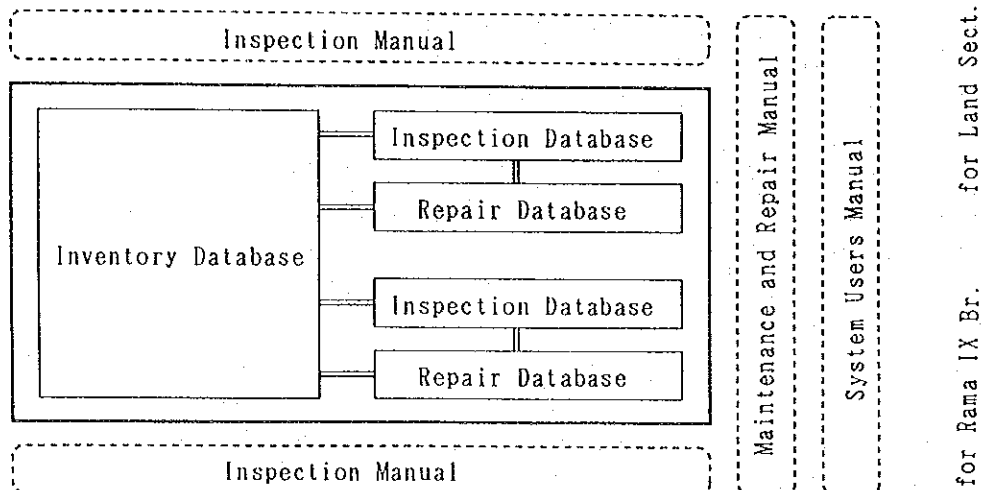 Inspection Manual
Inspection Database
Repair Database
Inventory Database
Inspection Database
Repair Database
Inspection Manual
Maintenance and Repair Manual
System Users Manual
for Land Sect.
for Rama IX Br.